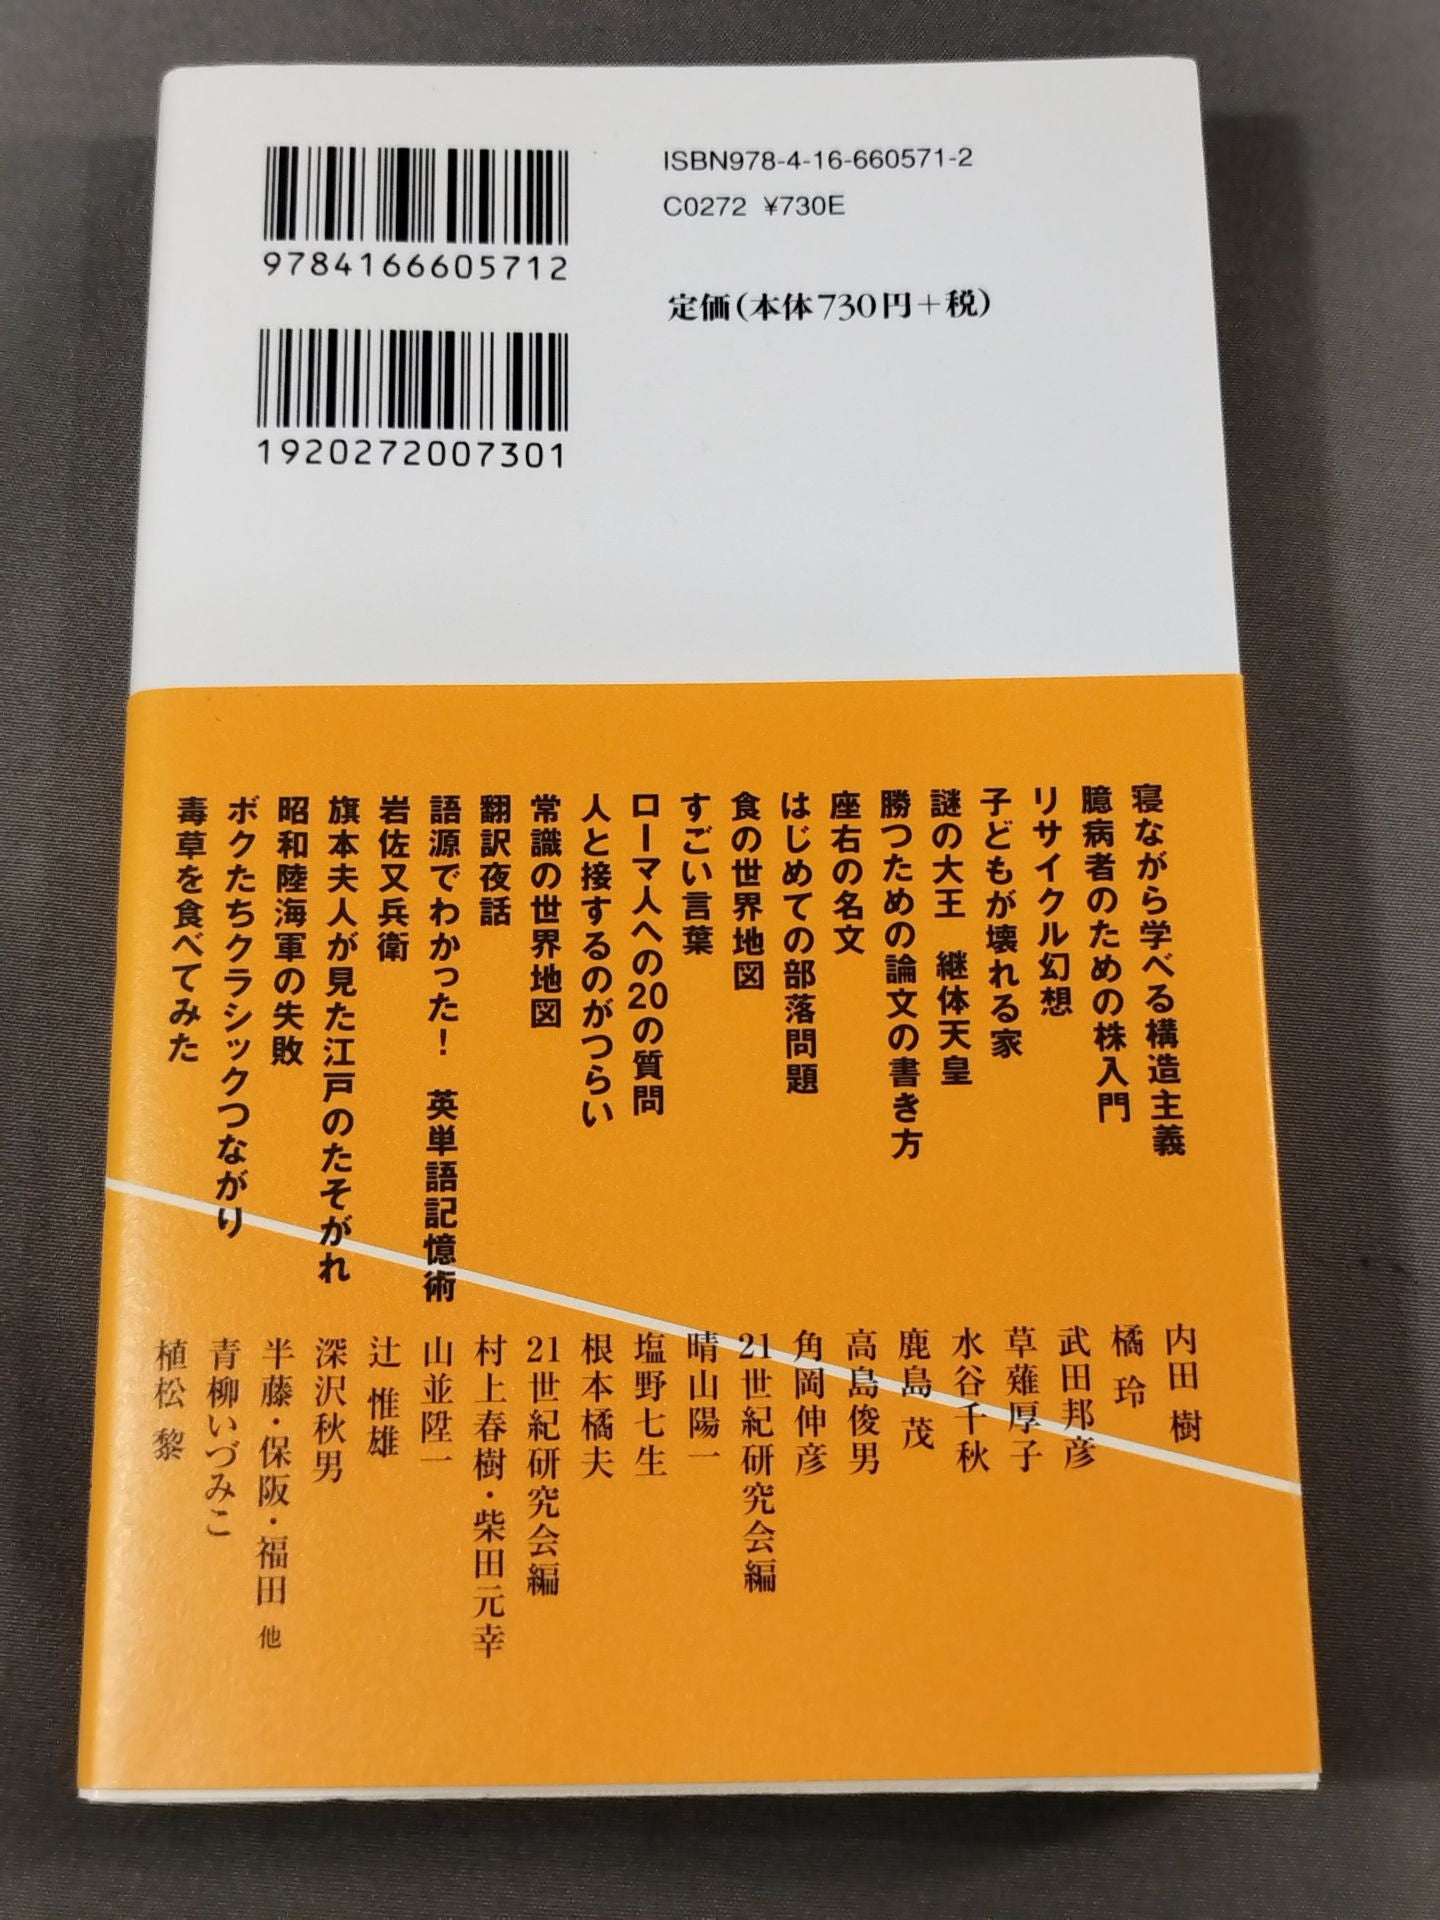 9784166605712
1920272007301
ISBN978-4-16-660571-2
C0272 ¥730E
定価(本体730円+税)
寝ながら学べる構造主義 内田 樹
臆病者のための株入門 橘 玲
リサイクル幻想 武田邦彦
子どもが壊れる家 草薙厚子
謎の大王 継体天皇 水谷千秋
勝つための論文の書き方 鹿島 茂
座右の名文 高島俊男
はじめての部落問題 角岡伸彦
食の世界地図 21世紀研究会編
すごい言葉 晴山陽一
ローマ人への20の質問 塩野七生
人と接するのがつらい 根本橘夫
常識の世界地図 21世紀研究会編
翻訳夜話 村上春樹・柴田元幸
語源でわかった! 英単語記憶術 山並陞一
岩佐又兵衛 辻 惟雄
旗本夫人が見た江戸のたそがれ 深沢秋男
昭和陸海軍の失敗 半藤・保阪・福田 他
ボクたちクラシックつながり 青柳いづみこ
毒草を食べてみた 植松 黎